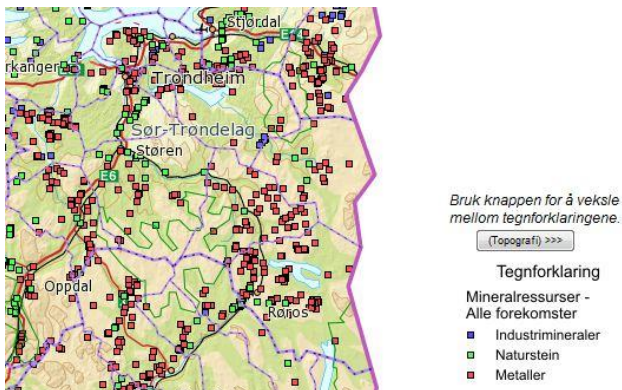 Stjørdal
E
rkanger
Trondheim
Sør-Trøndelag
Støren
E6
Oppdal
Røros
Bruk knappen for å veksle
mellom tegnforklaringene.
(Topografi) >>>
Tegnforklaring
Mineralressurser -
Alle forekomster
Industrimineraler
Naturstein
Metaller